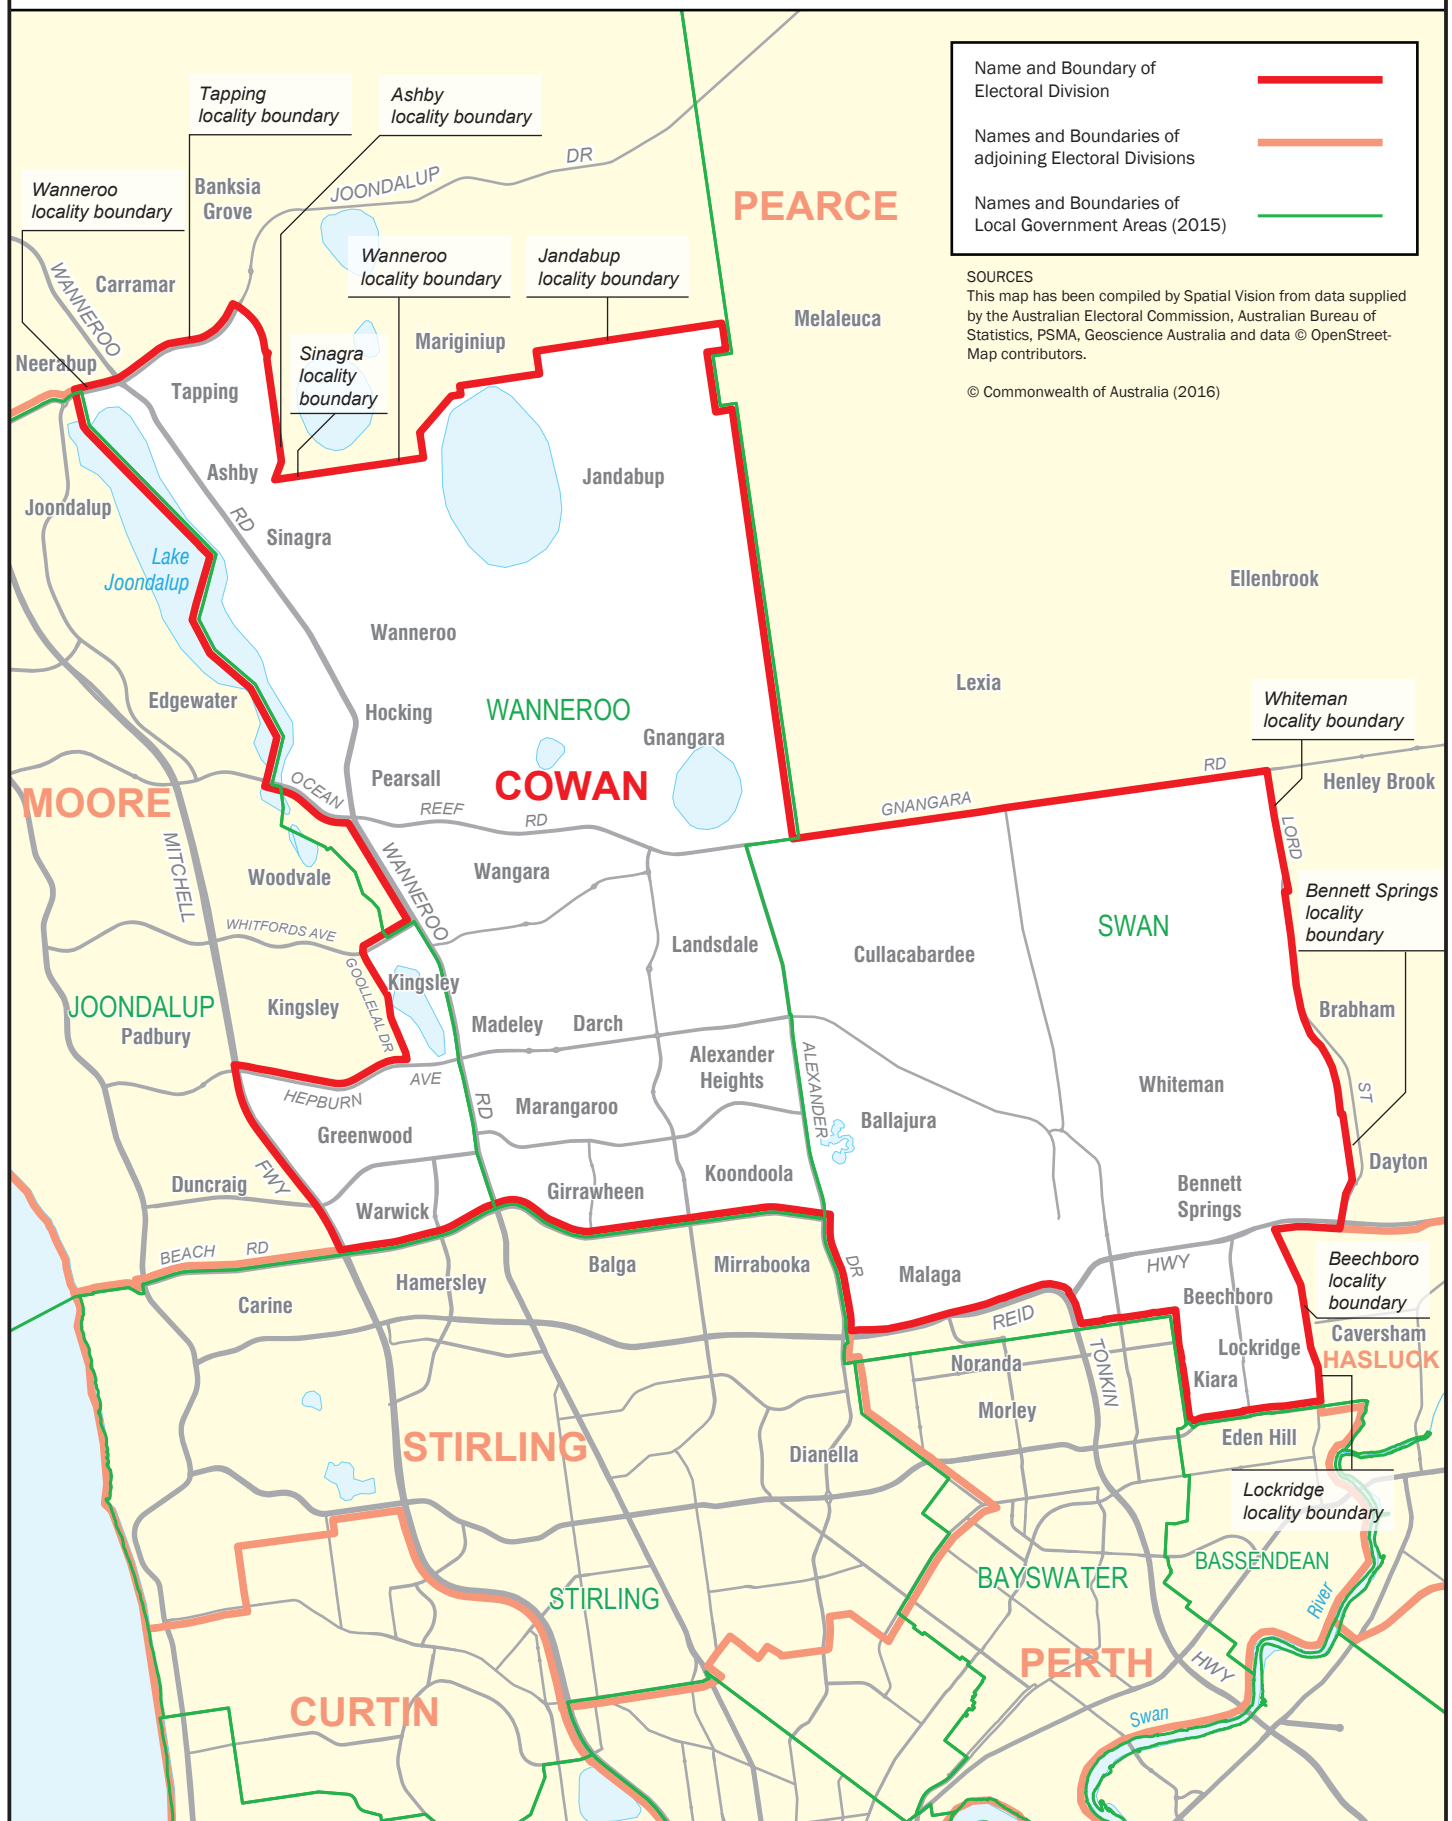 Name and Boundary of
Electoral Division
Names and Boundaries of
adjoining Electoral Divisions
Names and Boundaries of
Local Government Areas (2015)
SOURCES
This map has been compiled by Spatial Vision from data supplied
by the Australian Electoral Commission, Australian Bureau of
Statistics, PSMA, Geoscience Australia and data © OpenStreet-
Map contributors.
© Commonwealth of Australia (2016)
Tapping
locality boundary
Ashby
locality boundary
Wanneroo
locality boundary
Banksia
Grove
JOONDALUP
DR
PEARCE
Wanneroo
locality boundary
Jandabup
locality boundary
WANNEROO
Carramar
Melaleuca
Mariginiup
Sinagra
locality
boundary
Neerabup
Tapping
Ashby
Jandabup
Joondalup
RD
Sinagra
Lake
Joondalup
Ellenbrook
Wanneroo
Lexia
Edgewater
Hocking
WANNEROO
Gnangara
Whiteman
locality boundary
Pearsall
COWAN
RD
Henley Brook
MOORE
OCEAN
REEF
RD
GNANGARA
LORD
MITCHELL
WANNEROO
Wangara
Woodvale
Bennett Springs
locality
boundary
WHITFORDS AVE
Landsdale
Cullacabardee
SWAN
JOONDALUP
Padbury
Kingsley
GOOLLELAL DR
Kingsley
Madeley
Darch
Brabham
Alexander
Heights
ALEXANDER
Whiteman
ST
AVE
HEPBURN
RD
Marangaroo
Greenwood
Ballajura
Dayton
Duncraig
FWY
Koondoola
Girrawheen
Bennett
Springs
Warwick
BEACH
RD
Hamersley
Balga
Mirrabooka
DR
Malaga
HWY
Beechboro
locality
boundary
Carine
Beechboro
REID
Caversham
HASLUCK
Noranda
TONKIN
Lockridge
Kiara
Morley
STIRLING
Dianella
Eden Hill
Lockridge
locality boundary
STIRLING
BAYSWATER
BASSENDEAN
River
PERTH
HWY
CURTIN
Swan